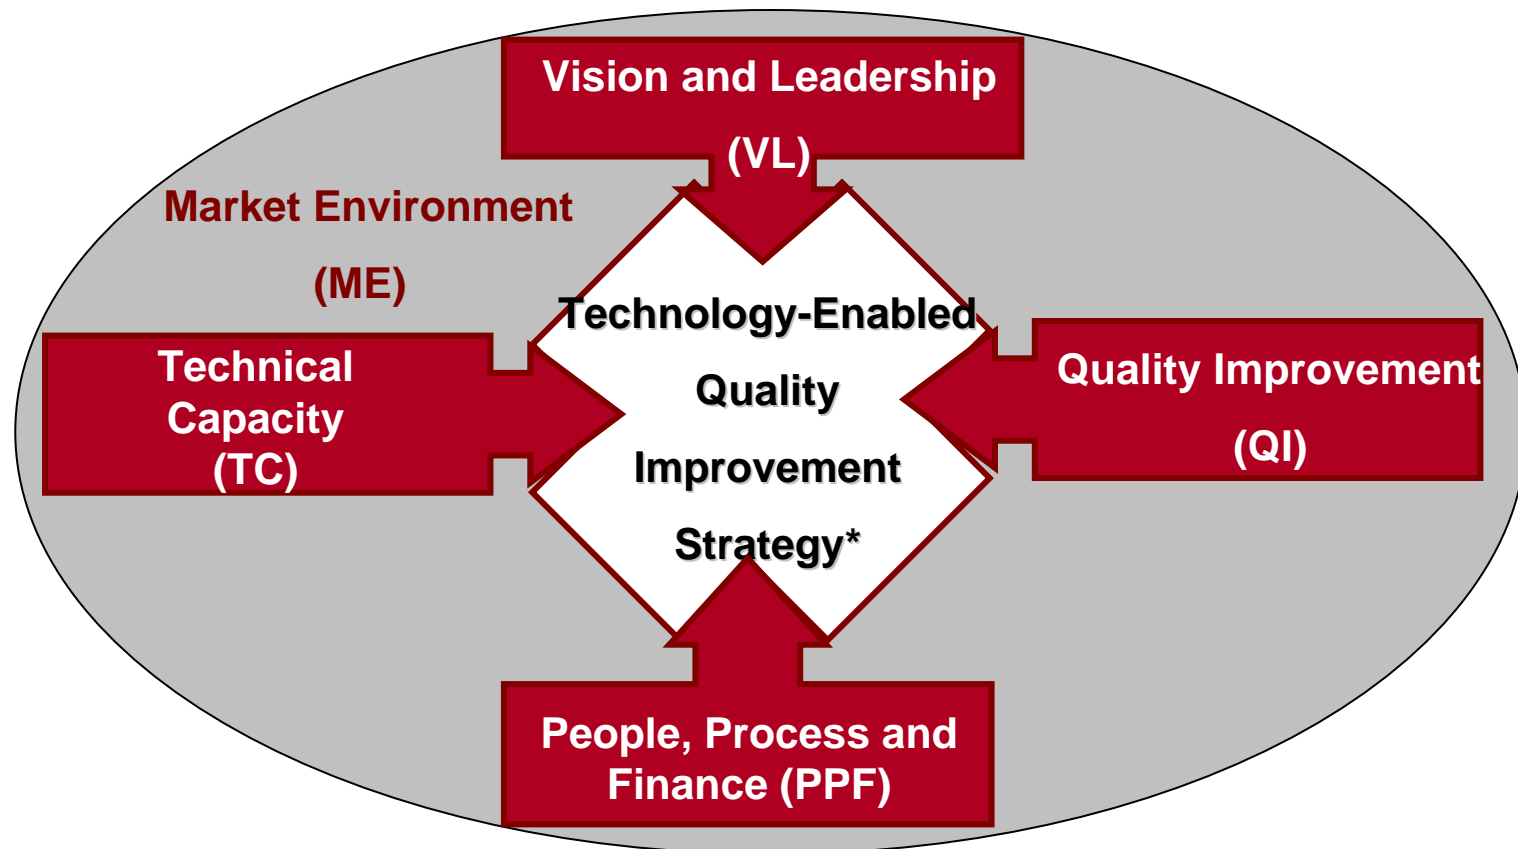 Vision and Leadership
(VL)
Market Environment
(ME)
Technology-Enabled
Quality
Improvement
Strategy*
Technical
Capacity
(TC)
Quality Improvement
(QI)
People, Process and
Finance (PPF)